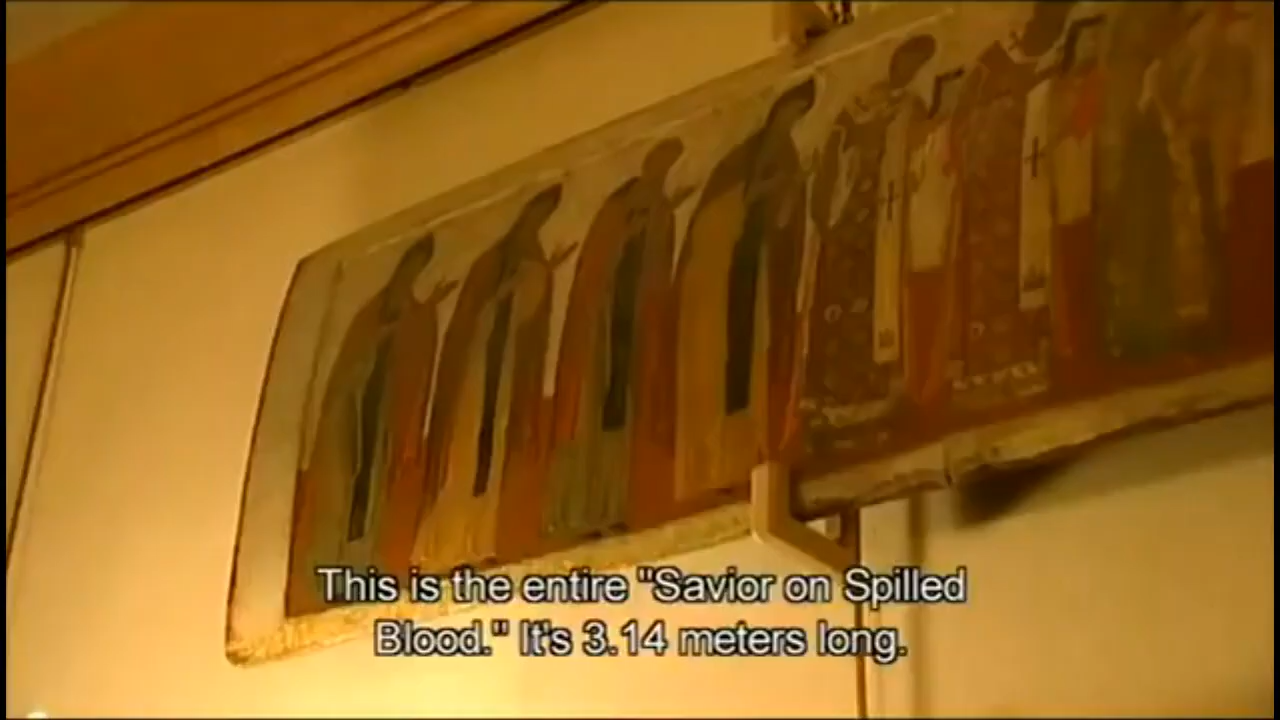 This is the entire "Savior on Spilled
Blood." It's 3.14 meters long.